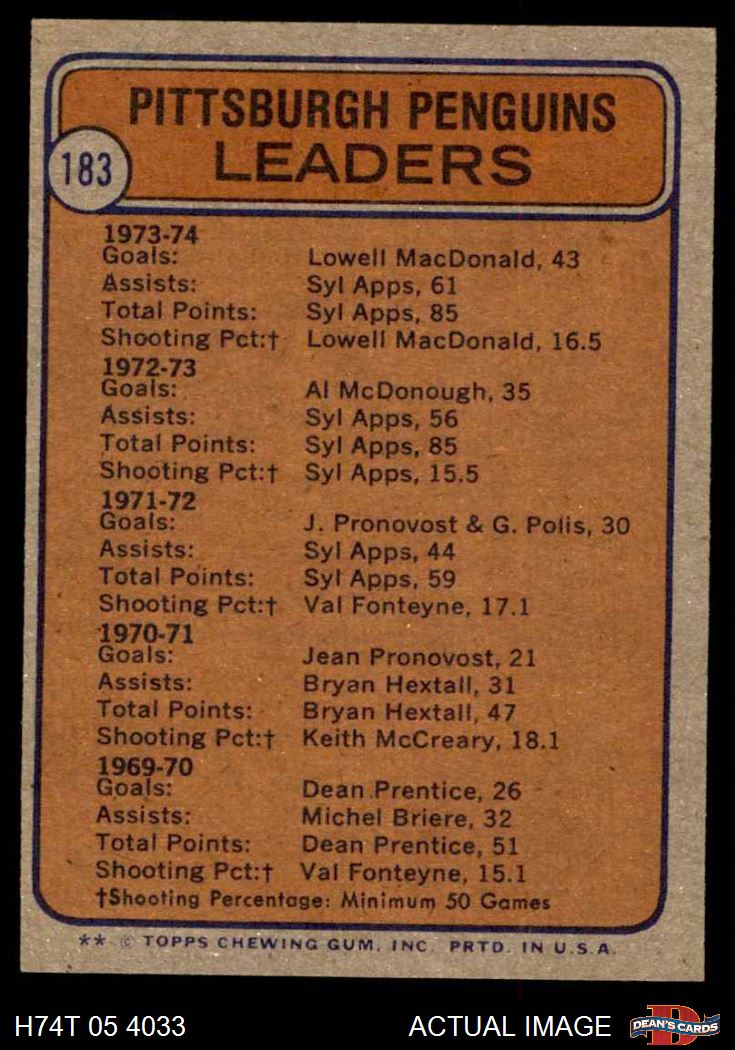 PITTSBURGH PENGUINS
LEADERS
183
1973-74
Goals: Lowell MacDonald, 43
Assists: Syl Apps, 61
Total Points: Syl Apps, 85
Shooting Pct:† Lowell MacDonald, 16.5
1972-73
Goals: Al McDonough, 35
Assists: Syl Apps, 56
Total Points: Syl Apps, 85
Shooting Pct:† Syl Apps, 15.5
1971-72
Goals: J. Pronovost & G. Polis, 30
Assists: Syl Apps, 44
Total Points: Syl Apps, 59
Shooting Pct:† Val Fonteyne, 17.1
1970-71
Goals: Jean Pronovost, 21
Assists: Bryan Hextall, 31
Total Points: Bryan Hextall, 47
Shooting Pct:† Keith McCreary, 18.1
1969-70
Goals: Dean Prentice, 26
Assists: Michel Briere, 32
Total Points: Dean Prentice, 51
Shooting Pct:† Val Fonteyne, 15.1
†Shooting Percentage: Minimum 50 Games
** © TOPPS CHEWING GUM, INC. PRTD. IN U.S.A.
H74T 05 4033 ACTUAL IMAGE
D
DEAN'S CARDS